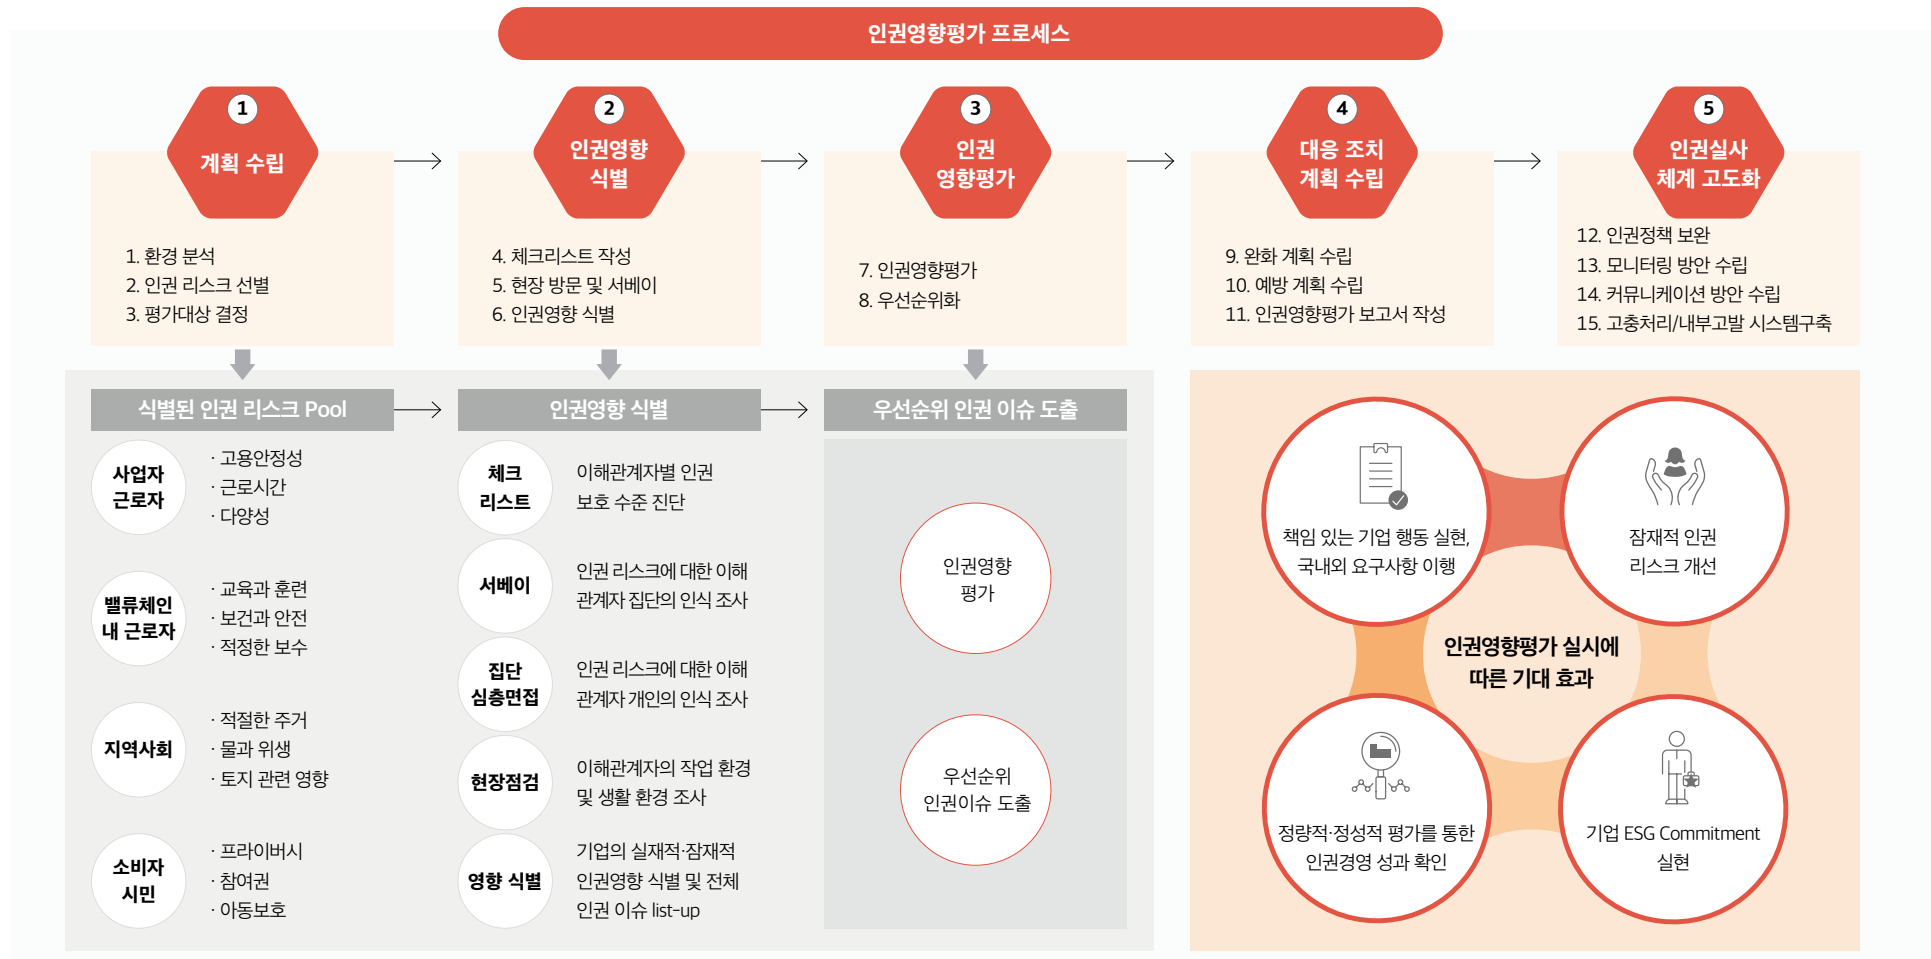 인권영향평가 프로세스
1
계획 수립
1. 환경 분석
2. 인권 리스크 선별
3. 평가대상 결정
2
인권영향
식별
4. 체크리스트 작성
5. 현장 방문 및 서베이
6. 인권영향 식별
3
인권
영향평가
7. 인권영향평가
8. 우선순위화
4
대응 조치
계획 수립
9. 완화 계획 수립
10. 예방 계획 수립
11. 인권영향평가 보고서 작성
5
인권실사
체계 고도화
12. 인권정책 보완
13. 모니터링 방안 수립
14. 커뮤니케이션 방안 수립
15. 고충처리/내부고발 시스템구축
식별된 인권 리스크 Pool
사업자
근로자
· 고용안정성
· 근로시간
· 다양성
밸류체인
내 근로자
· 교육과 훈련
· 보건과 안전
· 적정한 보수
지역사회
· 적절한 주거
· 물과 위생
· 토지 관련 영향
소비자
시민
· 프라이버시
· 참여권
· 아동보호
인권영향 식별
체크
리스트
이해관계자별 인권
보호 수준 진단
서베이
인권 리스크에 대한 이해
관계자 집단의 인식 조사
집단
심층면접
인권 리스크에 대한 이해
관계자 개인의 인식 조사
현장점검
이해관계자의 작업 환경
및 생활 환경 조사
영향 식별
기업의 실재적·잠재적
인권영향 식별 및 전체
인권 이슈 list-up
우선순위 인권 이슈 도출
인권영향
평가
우선순위
인권이슈 도출
책임 있는 기업 행동 실현,
국내외 요구사항 이행
잠재적 인권
리스크 개선
인권영향평가 실시에
따른 기대 효과
정량적·정성적 평가를 통한
인권경영 성과 확인
기업 ESG Commitment
실현